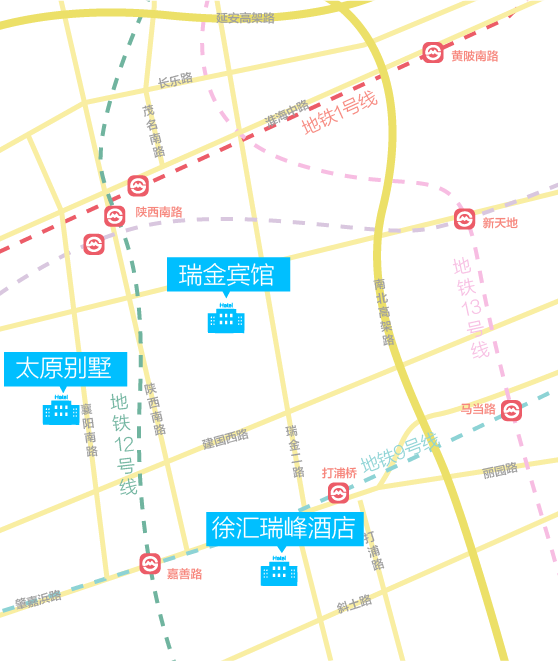 延安高架路
黄陂南路
长乐路
茂名南路
淮海中路
地铁1号线
陕西南路
新天地
瑞金宾馆
Hotel
地铁13号线
南北高架路
太原别墅
Hotel
襄阳南路
地铁12号线
陕西南路
马当路
建国西路
瑞金二路
地铁9号线
打浦桥
丽园路
徐汇瑞峰酒店
打浦路
Hotel
嘉善路
肇嘉浜路
斜土路